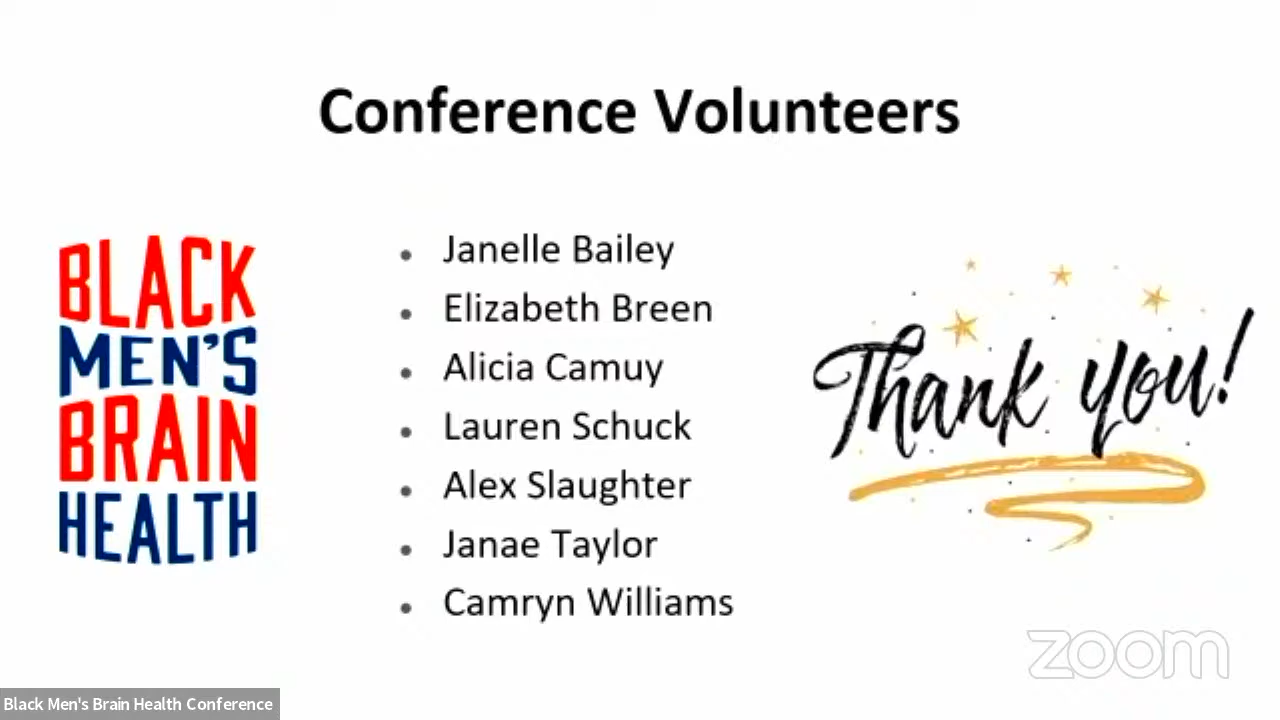 Conference Volunteers
BLACK
MEN'S
BRAIN
HEALTH
Janelle Bailey
Elizabeth Breen
Alicia Camuy
Lauren Schuck
Alex Slaughter
Janae Taylor
Camryn Williams
Thank you!
zoom
Black Men's Brain Health Conference